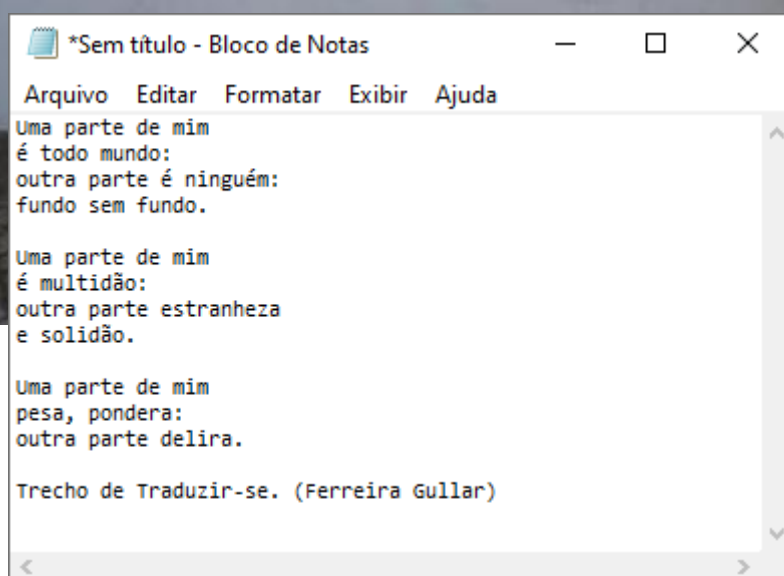 *Sem título - Bloco de Notas
Arquivo Editar Formatar Exibir Ajuda
Uma parte de mim
é todo mundo:
outra parte é ninguém:
fundo sem fundo.
Uma parte de mim
é multidão:
outra parte estranheza
e solidão.
Uma parte de mim
pesa, pondera:
outra parte delira.
Trecho de Traduzir-se. (Ferreira Gullar)